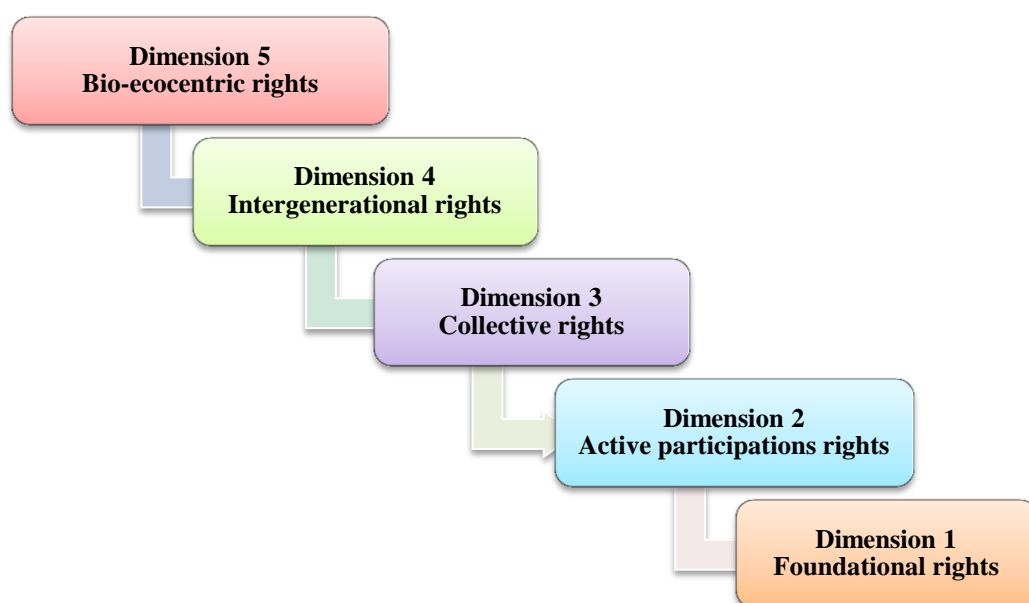 Dimension 5
Bio-ecocentric rights
Dimension 4
Intergenerational rights
Dimension 3
Collective rights
Dimension 2
Active participations rights
Dimension 1
Foundational rights